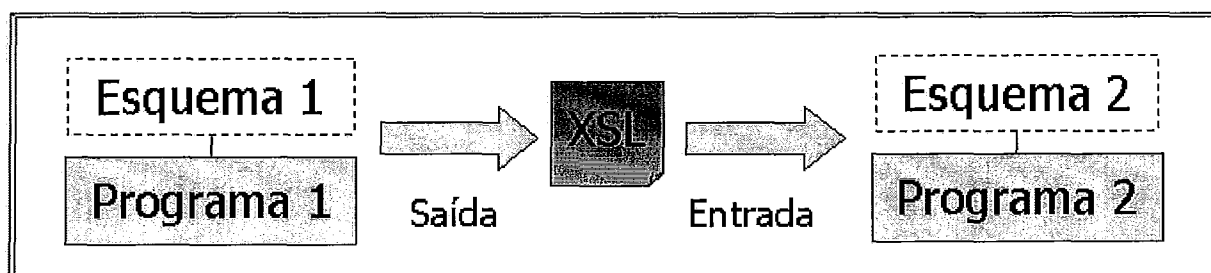 Esquema 1
Programa 1
Saída
XSL
Entrada
Esquema 2
Programa 2